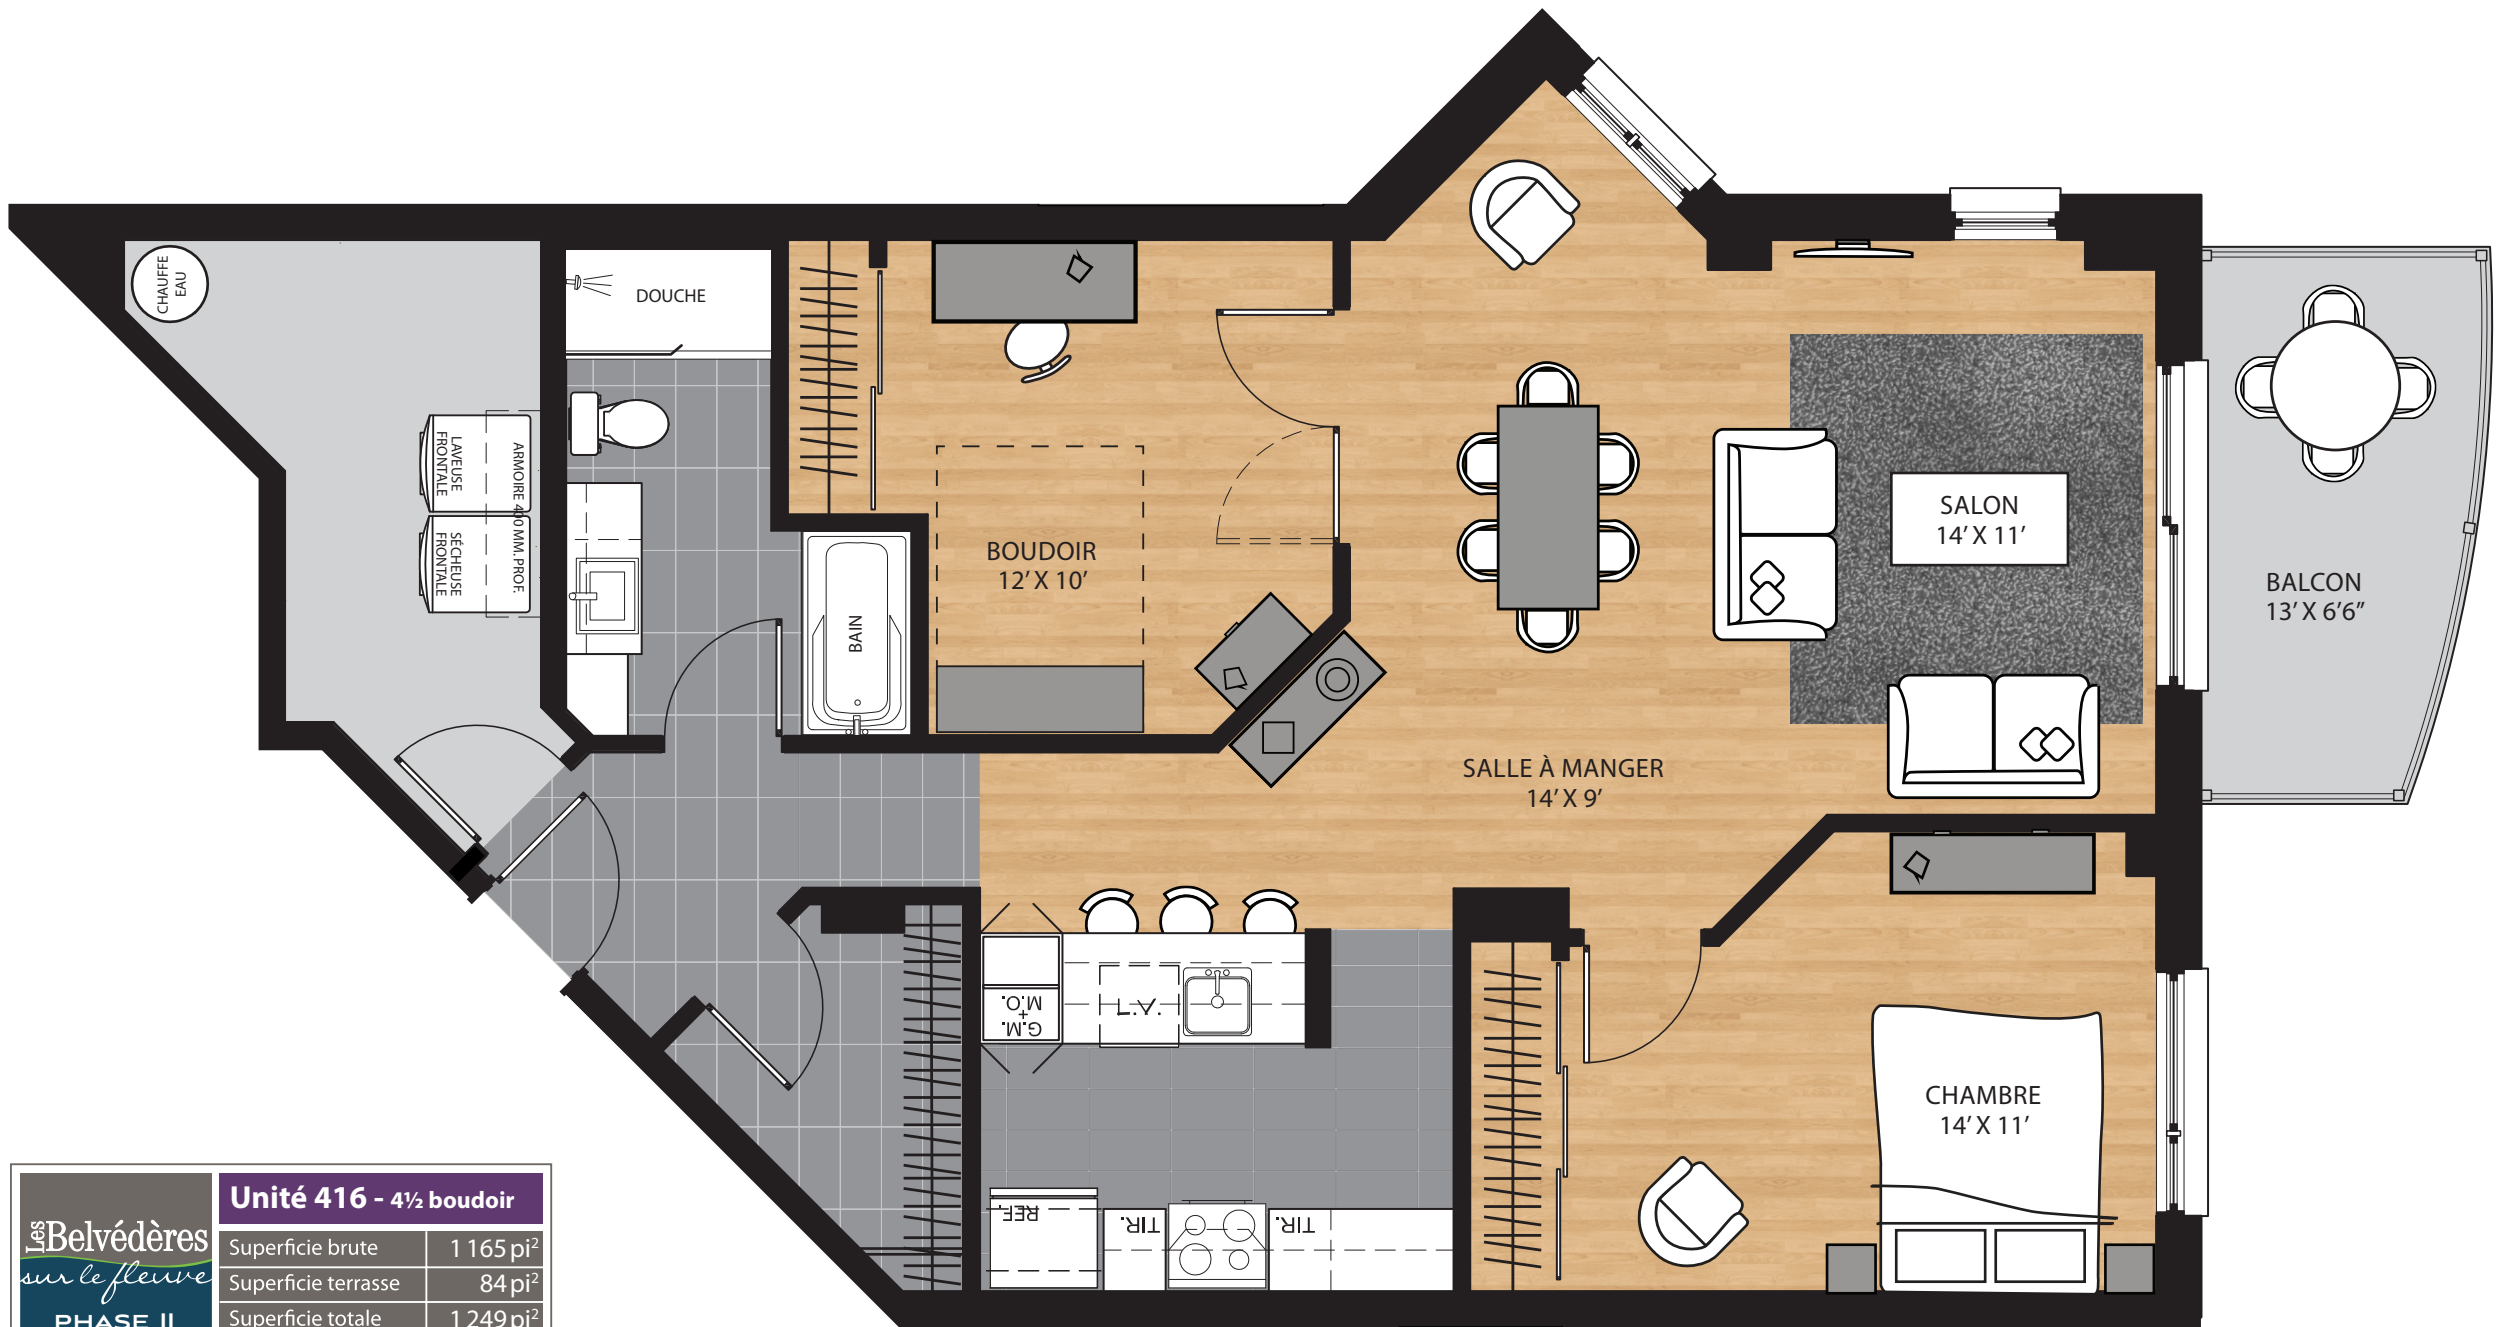 CHAUFFE
EAU
DOUCHE
LAVEUSE
FRONTALE
SÉCHEUSE
FRONTALE
ARMOIRE 400 MM. PROF.
BAIN
BOUDOIR
12’ X 10’
SALON
14’ X 11’
BALCON
13’ X 6’6’’
SALLE À MANGER
14’ X 9’
G.M.
+
M.O.
L.V.
CHAMBRE
14’ X 11’
RÉF.
TIR.
TIR.
Les Belvédères
sur le fleuve
PHASE II
Unité 416 - 4½ boudoir
Superficie brute 1 165 pi²
Superficie terrasse 84 pi²
Superficie totale 1 249 pi²